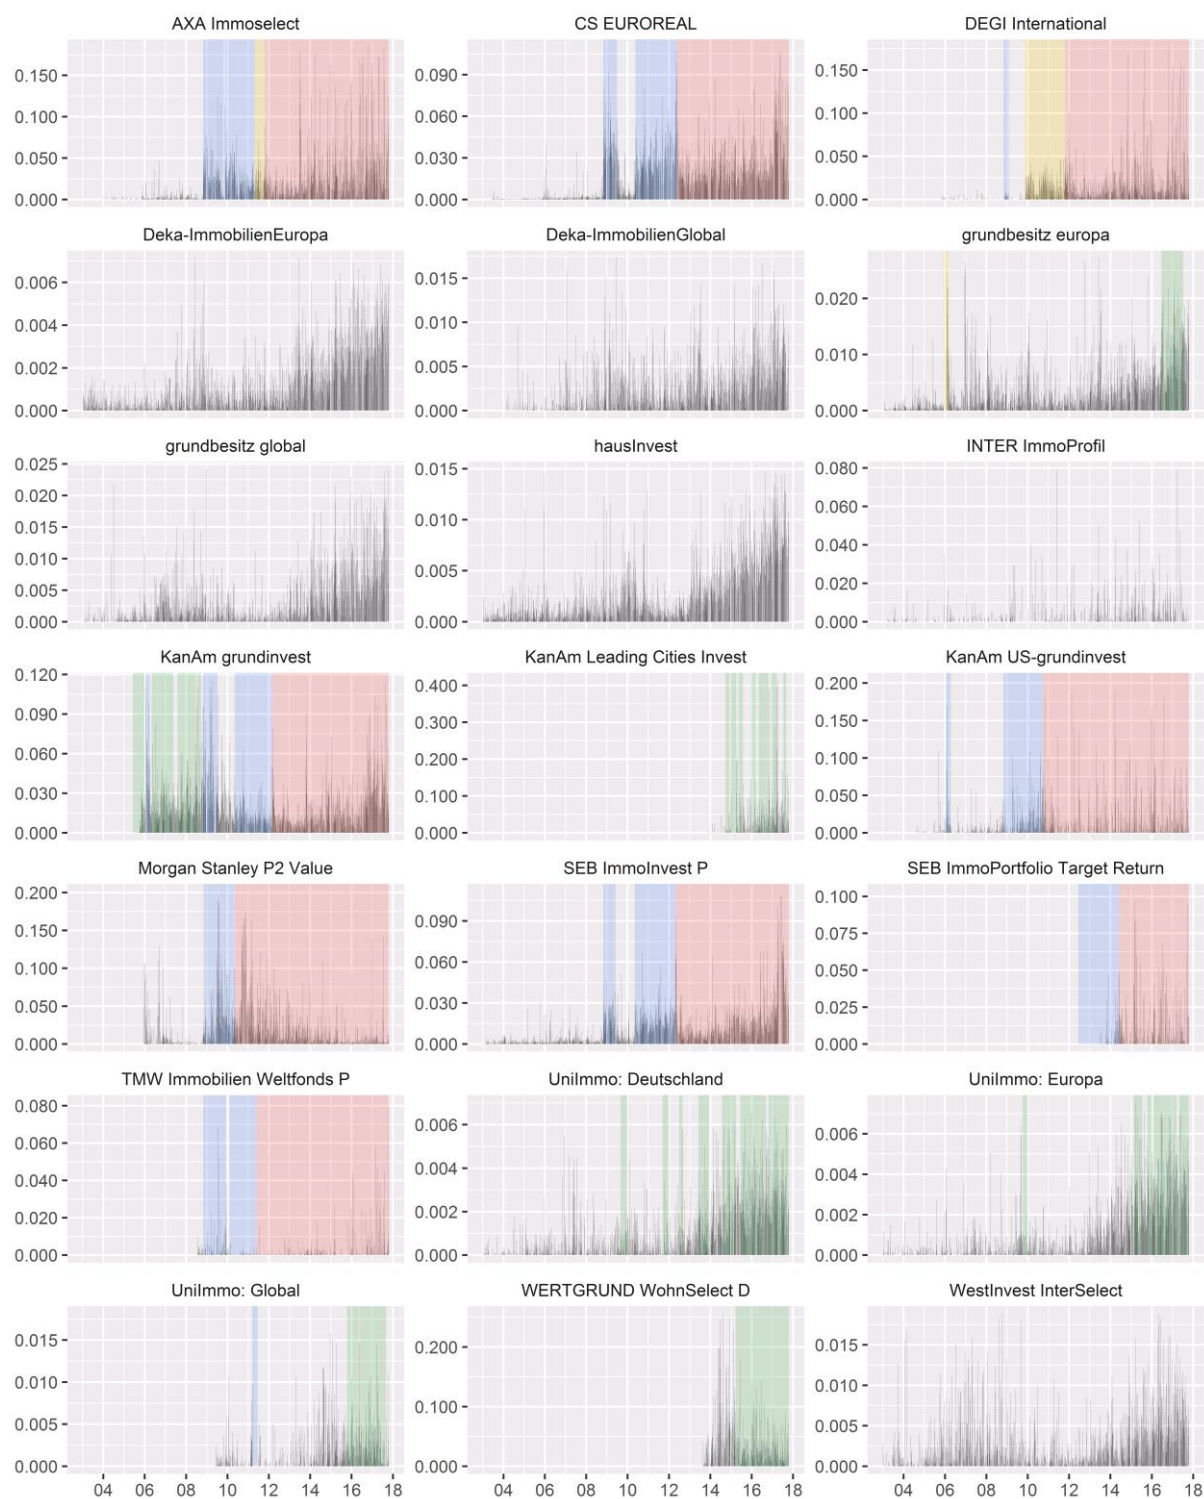 AXA Immoselect CS EUROREAL DEGI International
0.150 0.090 0.150
0.100 0.060 0.100
0.050 0.030 0.050
0.000 0.000 0.000
Deka-ImmobilienEuropa Deka-ImmobilienGlobal grundbesitz europa
0.006 0.015 0.020
0.004 0.010 0.010
0.002 0.005
0.000 0.000 0.000
grundbesitz global hausInvest INTER ImmoProfil
0.025 0.015 0.080
0.020 0.010 0.060
0.015 0.005 0.040
0.010 0.020
0.005
0.000 0.000 0.000
KanAm grundinvest KanAm Leading Cities Invest KanAm US-grundinvest
0.120 0.400 0.200
0.090 0.300 0.150
0.060 0.200 0.100
0.030 0.100 0.050
0.000 0.000 0.000
Morgan Stanley P2 Value SEB ImmoInvest P SEB ImmoPortfolio Target Return
0.200 0.090 0.100
0.150 0.060 0.075
0.100 0.030 0.050
0.050 0.025
0.000 0.000 0.000
TMW Immobilien Weltfonds P UniImmo: Deutschland UniImmo: Europa
0.080 0.006 0.006
0.060 0.004 0.004
0.040 0.002 0.002
0.020
0.000 0.000 0.000
UniImmo: Global WERTGRUND WohnSelect D WestInvest InterSelect
0.015 0.200 0.015
0.010 0.100 0.010
0.005 0.005
0.000 0.000 0.000
04 06 08 10 12 14 16 18 04 06 08 10 12 14 16 18 04 06 08 10 12 14 16 18